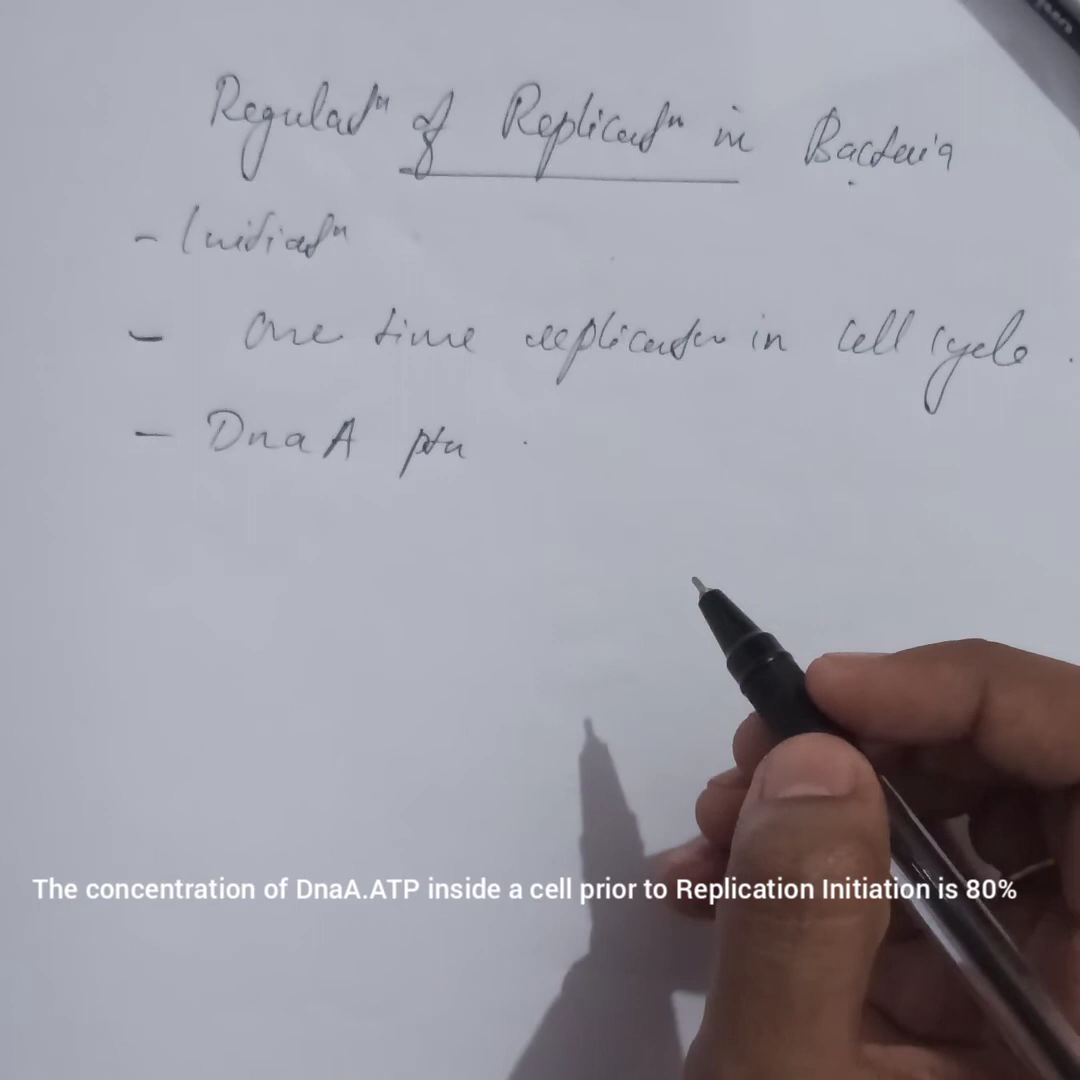 Regulatⁿ of Replicatⁿ in Bacteria
- Initiatⁿ
- One time replication in cell cycle.
- DnaA ptn.
The concentration of DnaA.ATP inside a cell prior to Replication Initiation is 80%